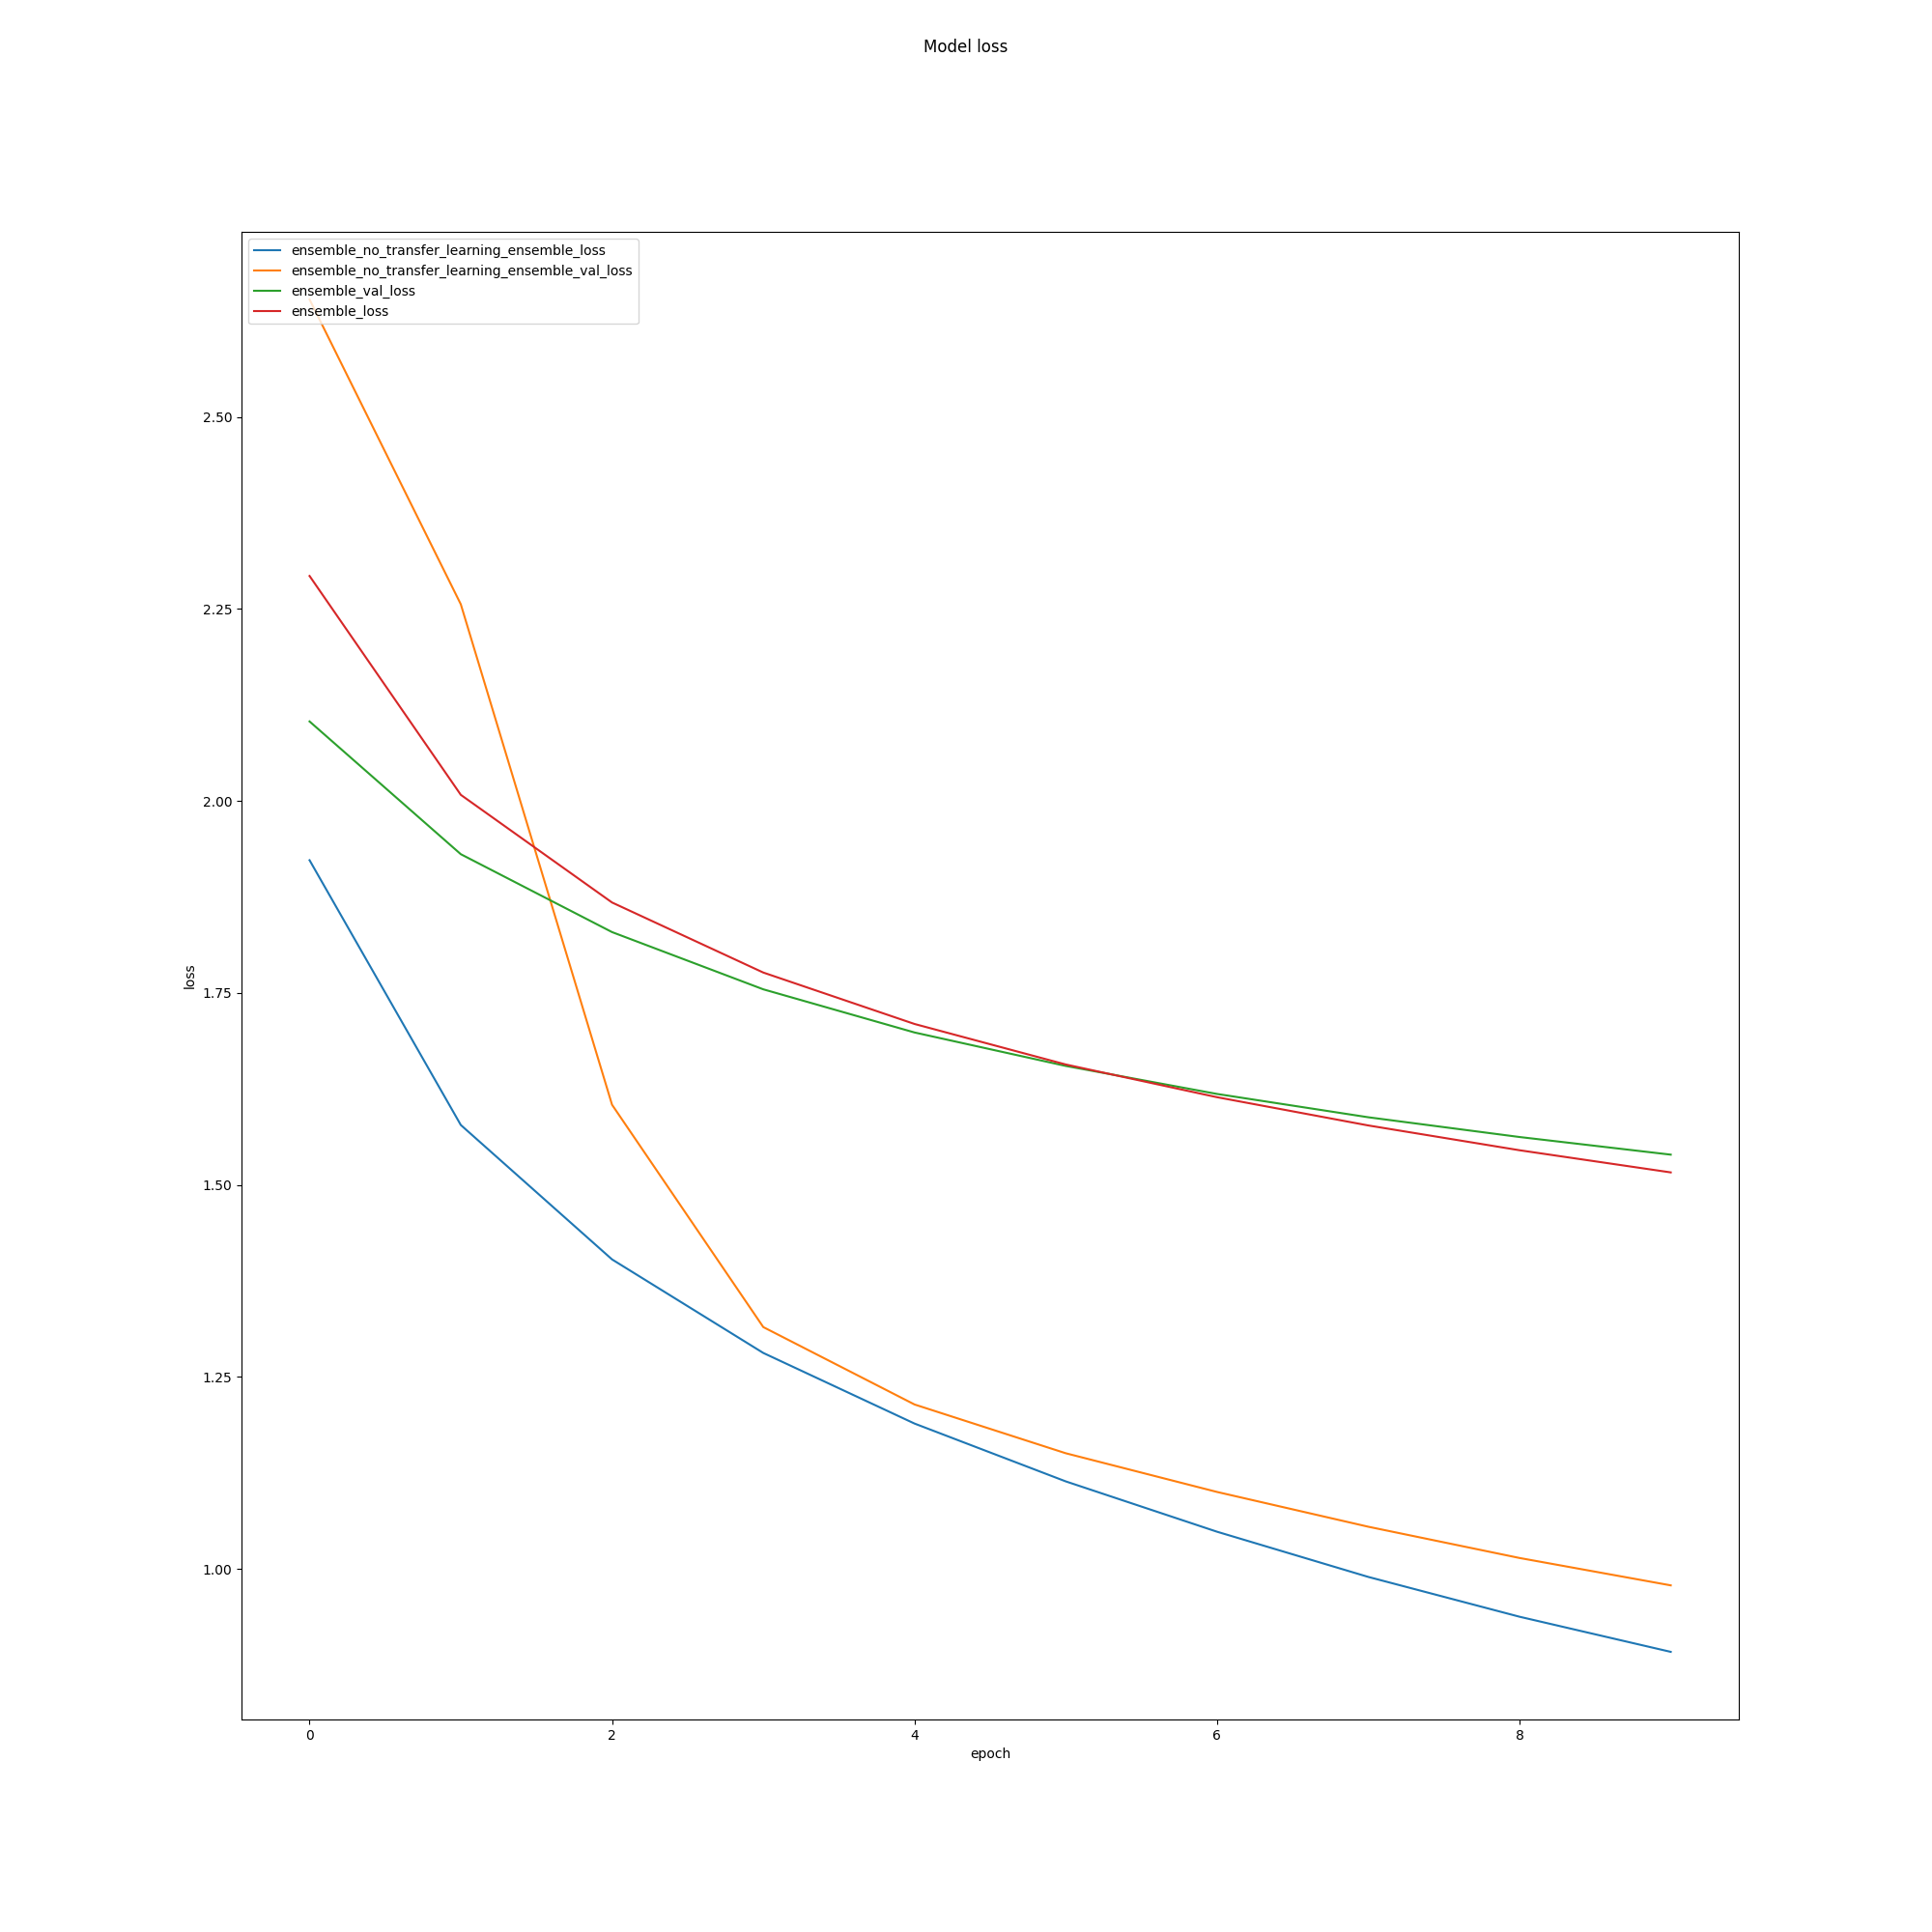 Model loss
ensemble_no_transfer_learning_ensemble_loss
ensemble_no_transfer_learning_ensemble_val_loss
ensemble_val_loss
ensemble_loss
2.50
2.25
2.00
1.75
1.50
1.25
1.00
loss
0 2 4 6 8
epoch